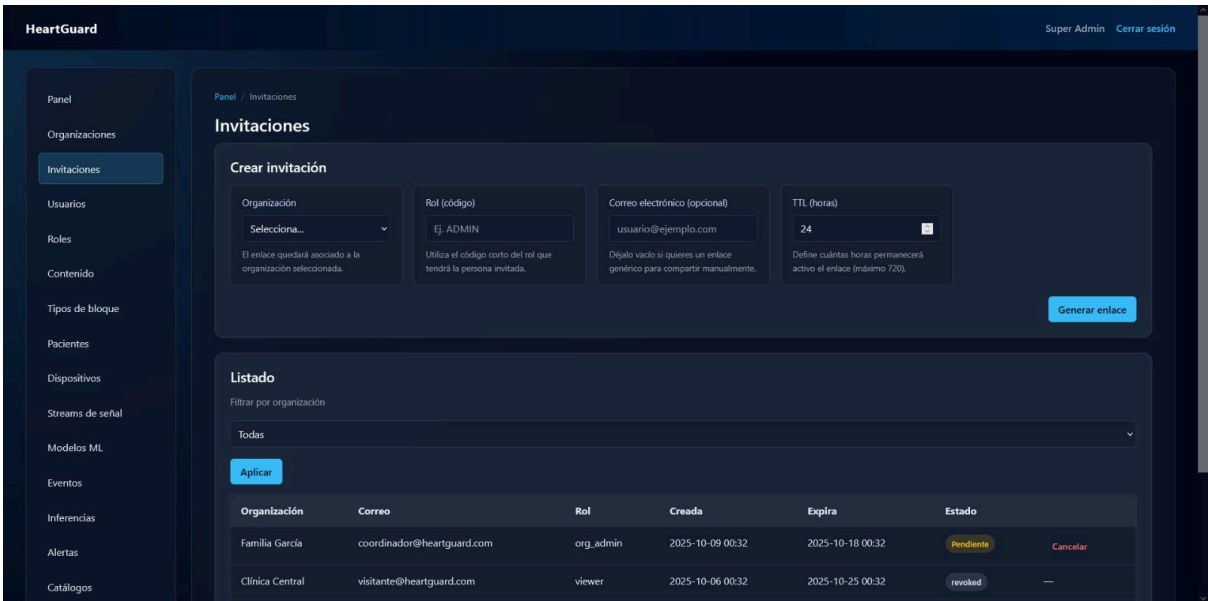 HeartGuard
Super Admin Cerrar sesión
Panel
Organizaciones
Invitaciones
Usuarios
Roles
Contenido
Tipos de bloque
Pacientes
Dispositivos
Streams de señal
Modelos ML
Eventos
Inferencias
Alertas
Catálogos
Panel / Invitaciones
Invitaciones
Crear invitación
Organización
Selecciona...
El enlace quedará asociado a la
organización seleccionada.
Rol (código)
Ej. ADMIN
Utiliza el código corto del rol que
tendrá la persona invitada.
Correo electrónico (opcional)
usuario@ejemplo.com
Déjalo vacío si quieres un enlace
genérico para compartir manualmente.
TTL (horas)
24
Define cuántas horas permanecerá
activo el enlace (máximo 720).
Generar enlace
Listado
Filtrar por organización
Todas
Aplicar
Organización Correo Rol Creada Expira Estado
Familia García coordinador@heartguard.com org_admin 2025-10-09 00:32 2025-10-18 00:32 Pendiente Cancelar
Clínica Central visitante@heartguard.com viewer 2025-10-06 00:32 2025-10-25 00:32 revoked —